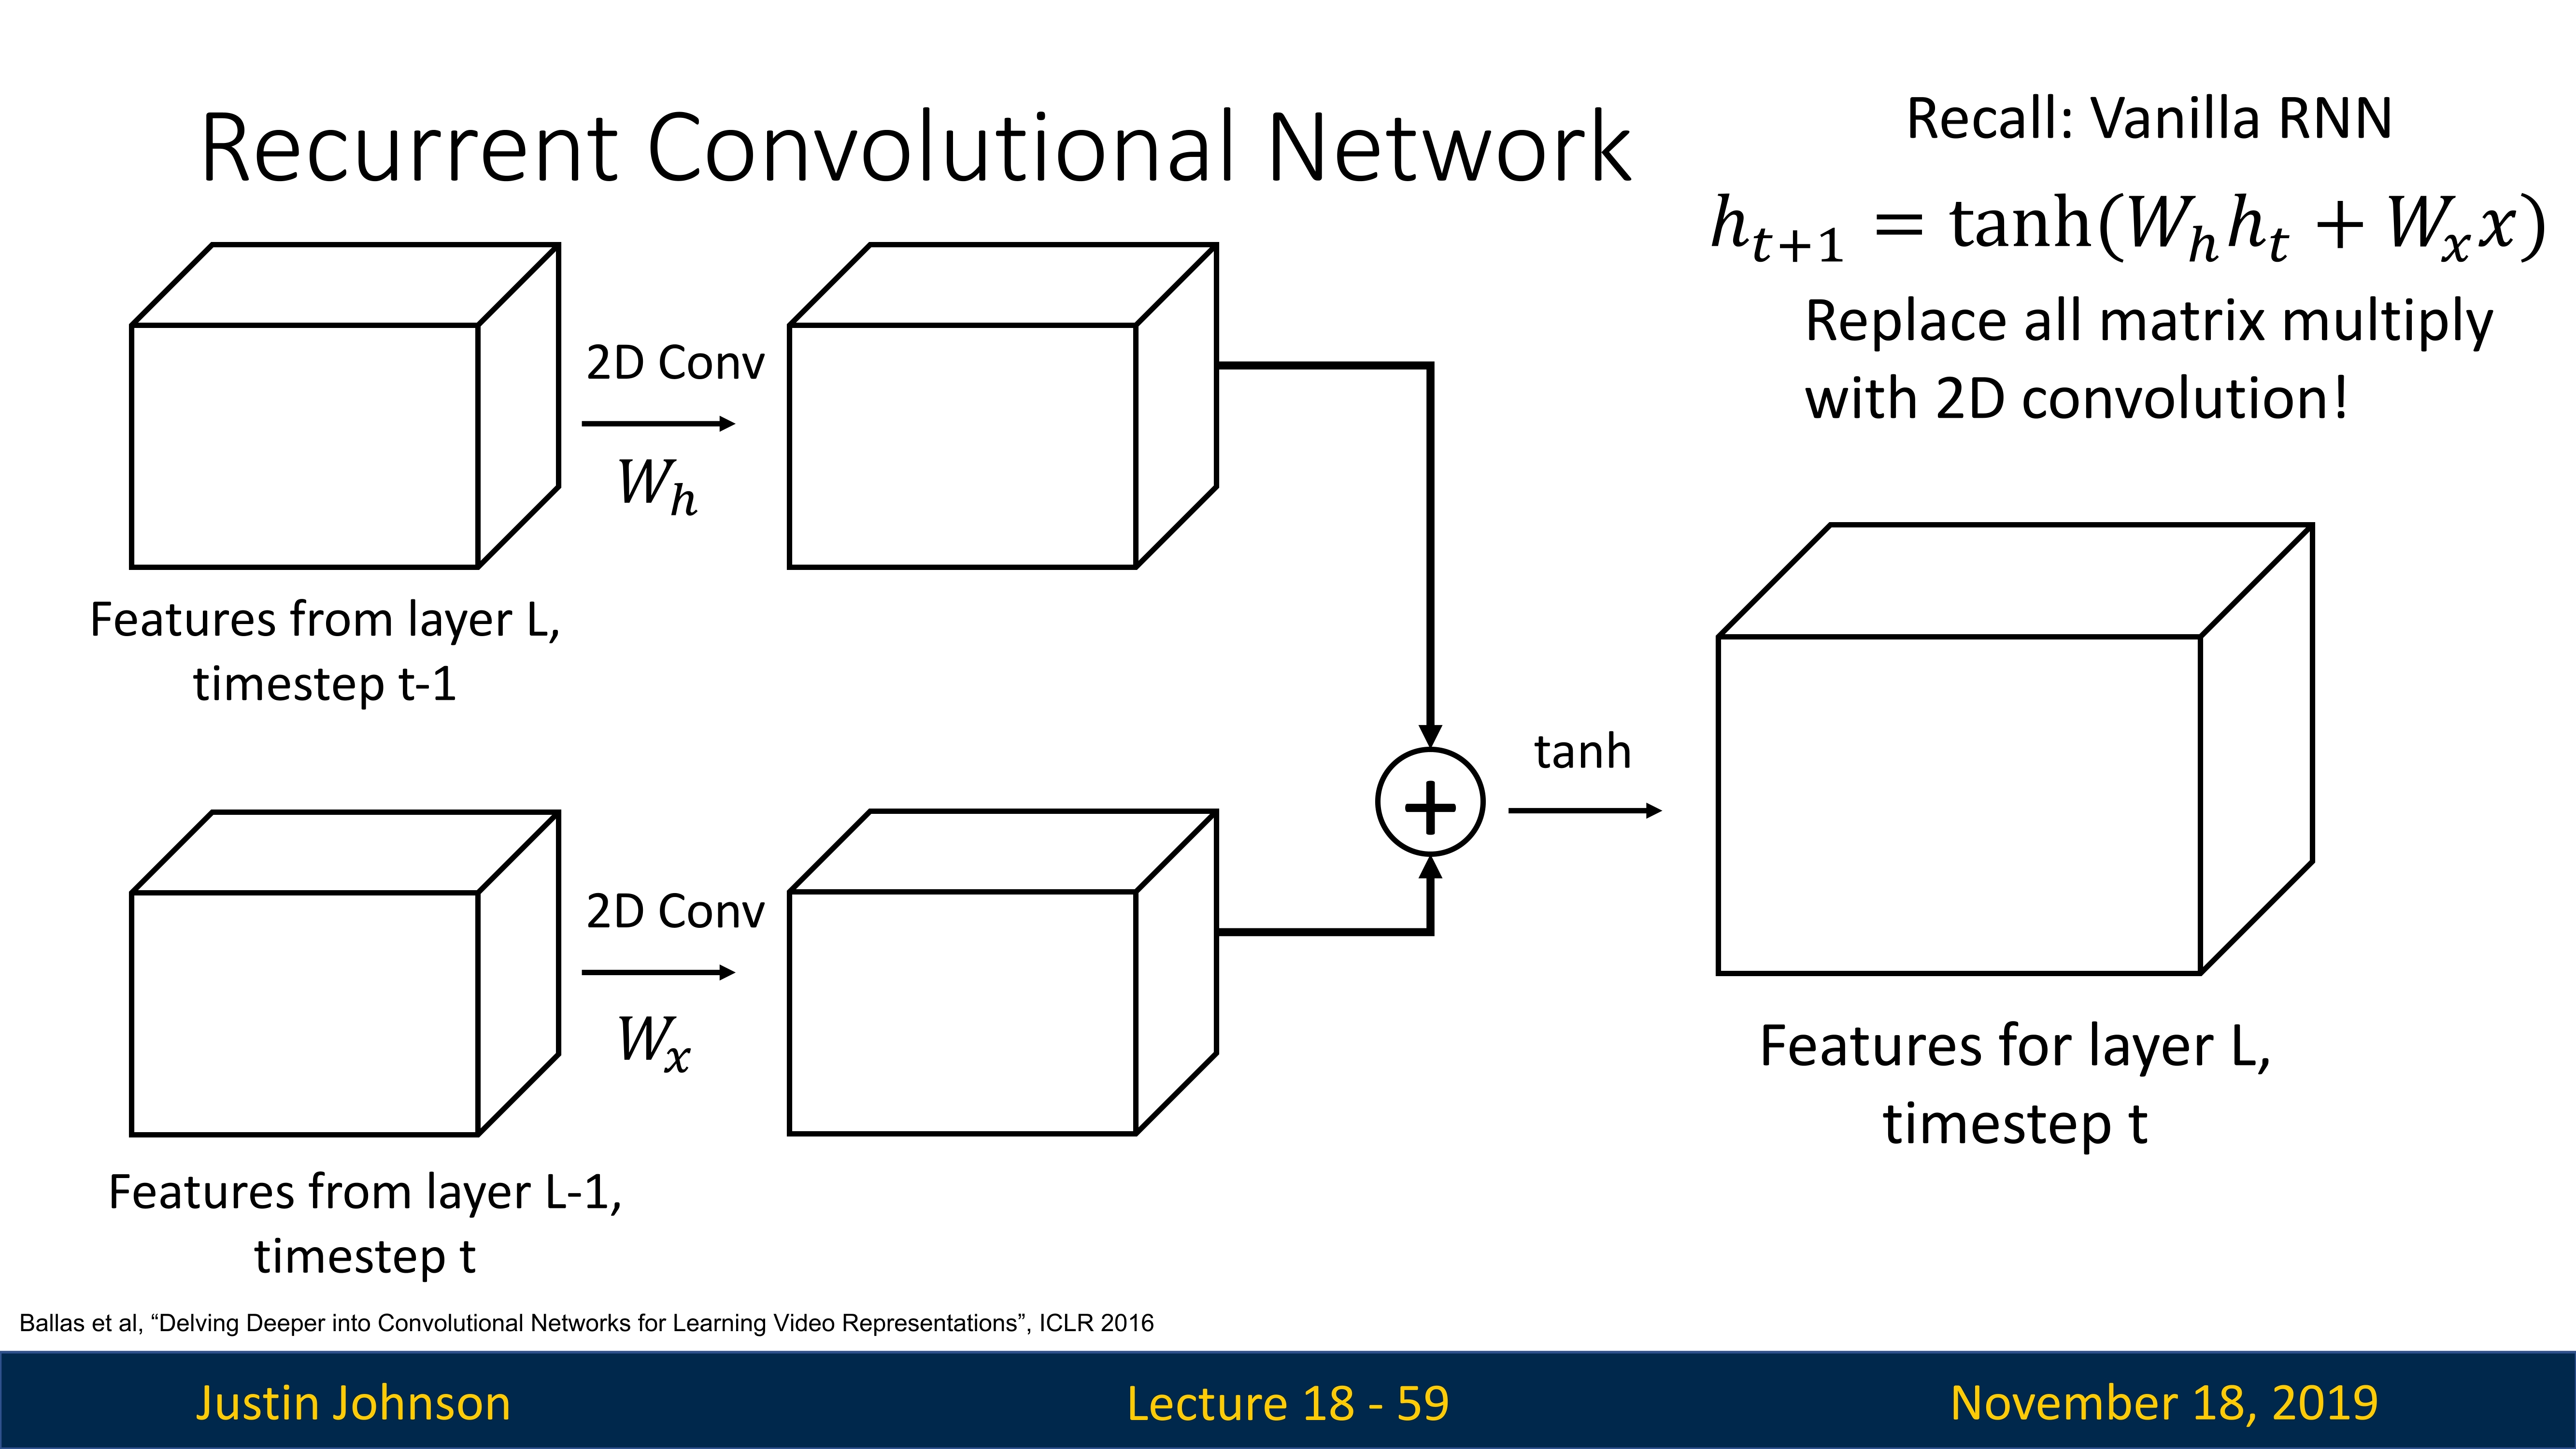 Recurrent Convolutional Network
Recall: Vanilla RNN
h_{t+1} = tanh(W_h h_t + W_x x)
Replace all matrix multiply
with 2D convolution!
2D Conv
W_h
Features from layer L,
timestep t-1
+
tanh
2D Conv
W_x
Features from layer L-1,
timestep t
Features for layer L,
timestep t
Ballas et al, “Delving Deeper into Convolutional Networks for Learning Video Representations”, ICLR 2016
Justin Johnson
Lecture 18 - 59
November 18, 2019